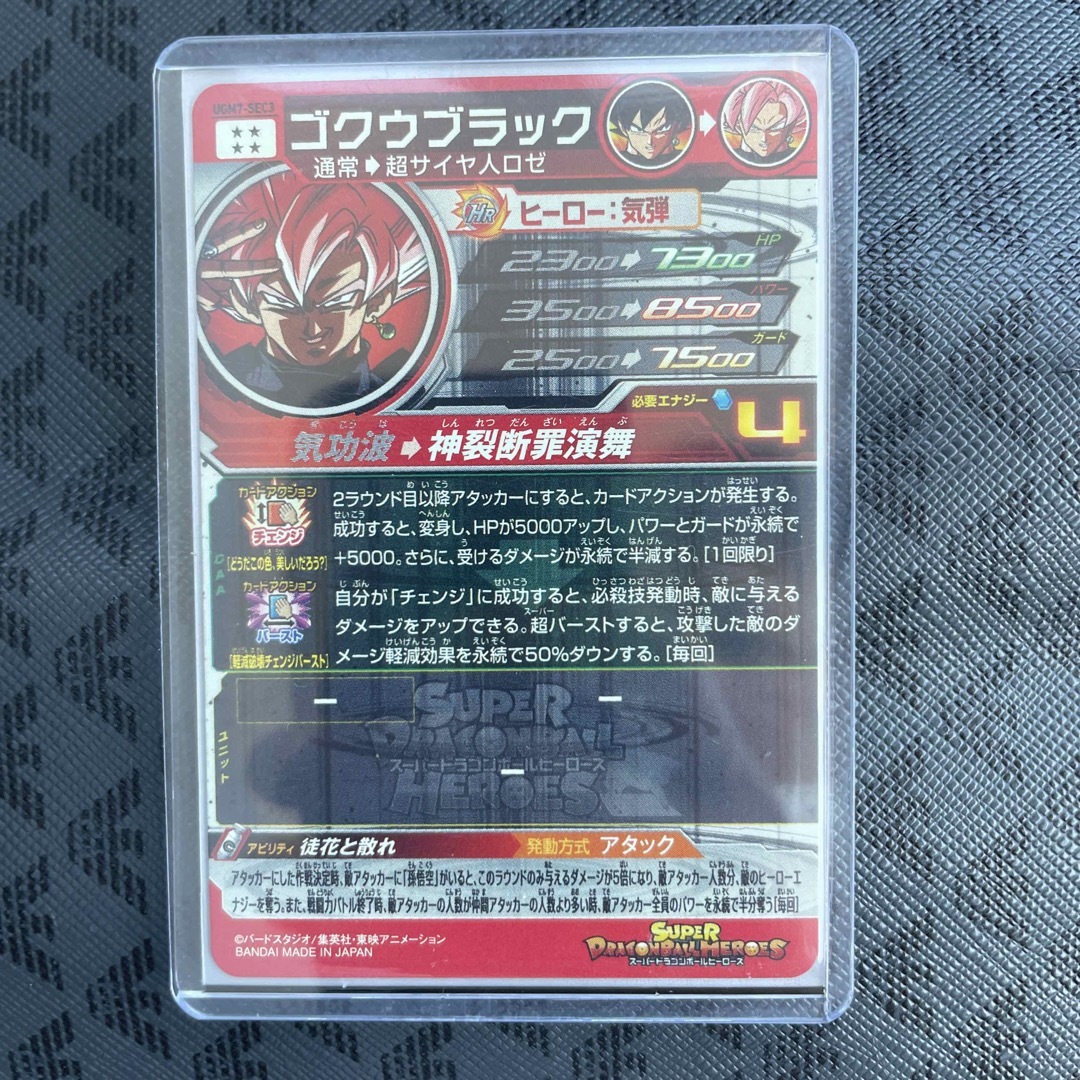 UGM7-SEC3
ゴクウブラック
通常➡超サイヤ人ロゼ
HR ヒーロー：気弾
HP
2300➡7300
パワー
3500➡8500
ガード
2500➡7500
必要エナジー 4
きこうは しんれつだんざいえんぶ
気功波➡神裂断罪演舞
CAA
カードアクション
チェンジ
[どうだこの色、美しいだろう?]
2ラウンド目以降アタッカーにすると、カードアクションが発生する。
成功すると、変身し、HPが5000アップし、パワーとガードが永続で
+5000。さらに、受けるダメージが永続で半減する。[1回限り]
カードアクション
バースト
[軽減破壊チェンジバースト]
自分が「チェンジ」に成功すると、必殺技発動時、敵に与える
ダメージをアップできる。超バーストすると、攻撃した敵のダ
メージ軽減効果を永続で50%ダウンする。[毎回]
ユニット
ー
ー
ー
SUPER
DRAGONBALL
スーパードラゴンボールヒーローズ
HEROES
アビリティ 徒花と散れ
発動方式 アタック
アタッカーにした作戦決定時、敵アタッカーに「孫悟空」がいると、このラウンドのみ与えるダメージが5倍になり、敵アタッカー人数分、敵のヒーローエ
ナジーを奪う。また、戦闘力バトル終了時、敵アタッカーの人数が仲間アタッカーの人数より多い時、敵アタッカー全員のパワーを永続で半分奪う[毎回]
©バードスタジオ/集英社・東映アニメーション
BANDAI MADE IN JAPAN
SUPER
DRAGONBALL HEROES
スーパードラゴンボールヒーローズ